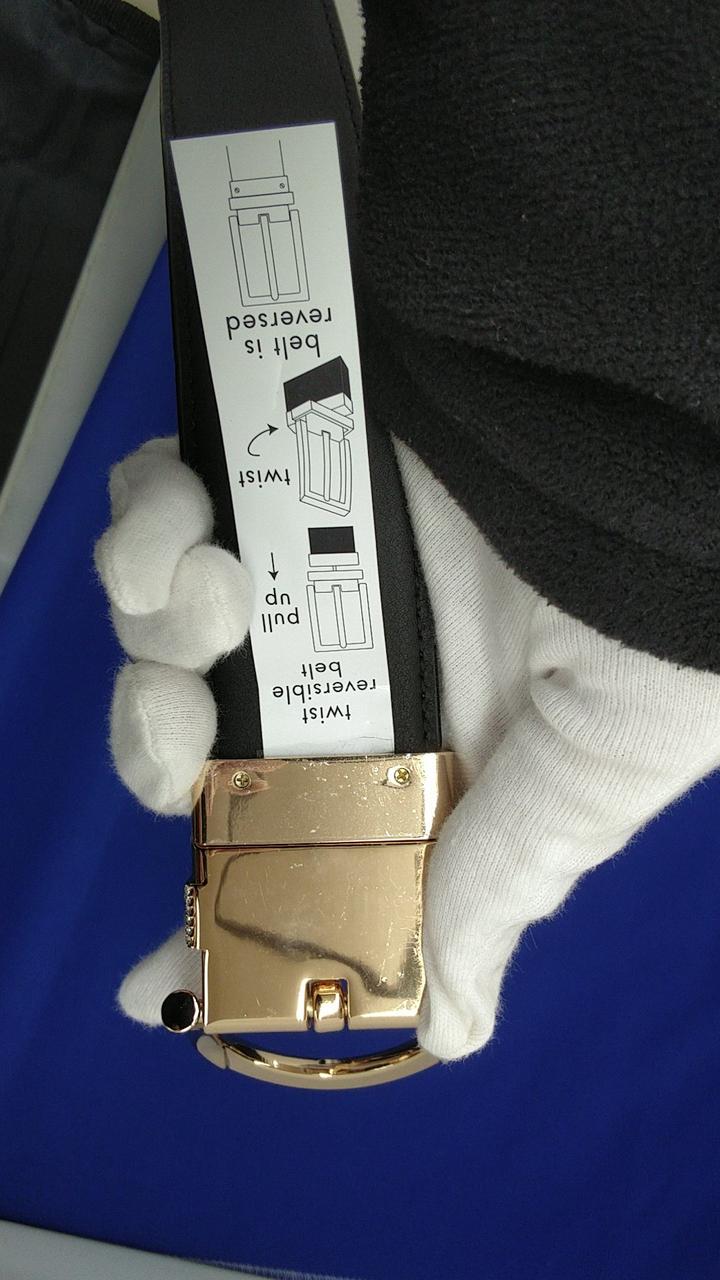 twist
reversible
belt
pull
up
twist
belt is
reversed